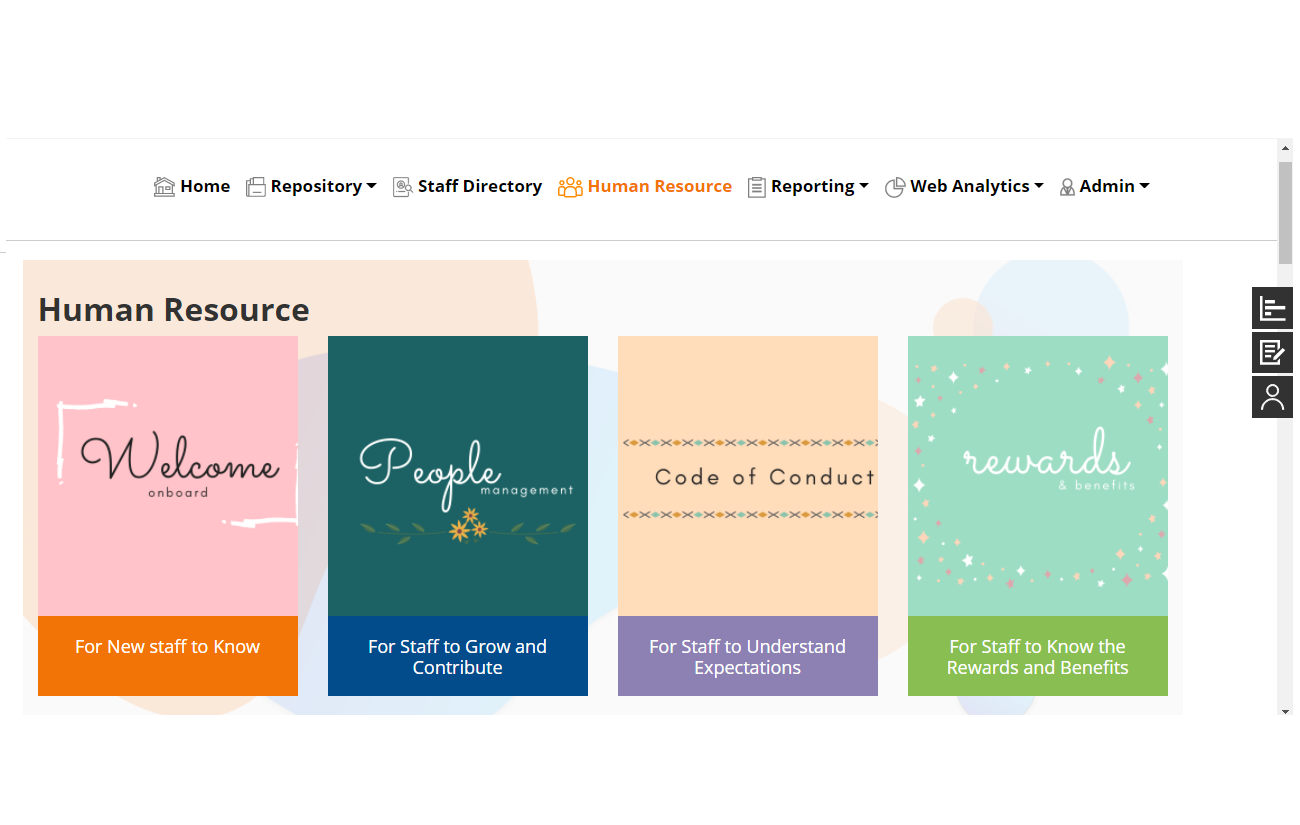 Home Repository Staff Directory Human Resource Reporting Web Analytics Admin
Human Resource
Welcome
onboard
For New staff to Know
People
management
For Staff to Grow and
Contribute
Code of Conduct
For Staff to Understand
Expectations
rewards
& benefits
For Staff to Know the
Rewards and Benefits